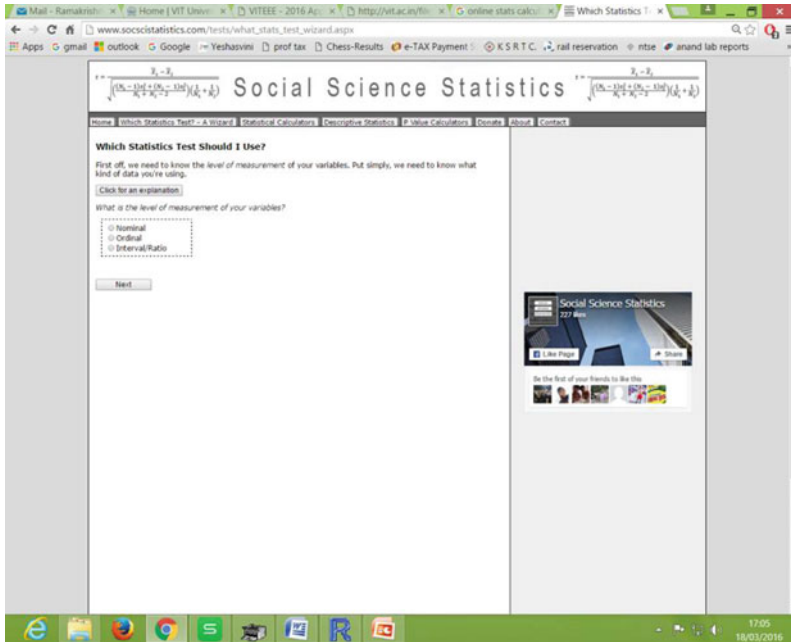 Mail - Ramakrish
Home | VIT Univer
VITEEE - 2016 Ap
http://vit.ac.in/file
online stats calcul
Which Statistics T
www.socscistatistics.com/tests/what_stats_test_wizard.aspx
Apps
gmail
outlook
Google
Yeshasvini
prof tax
Chess-Results
e-TAX Payment
K S R T C
rail reservation
ntse
anand lab reports
Social Science Statistics
Home
Which Statistics Test? - A Wizard
Statistical Calculators
Descriptive Statistics
P Value Calculators
Donate
About
Contact
Which Statistics Test Should I Use?
First off, we need to know the level of measurement of your variables. Put simply, we need to know what
kind of data you're using.
Click for an explanation
What is the level of measurement of your variables?
Nominal
Ordinal
Interval/Ratio
Next
Social Science Statistics
227 likes
Like Page
Share
Be the first of your friends to like this
17:05
18/03/2016